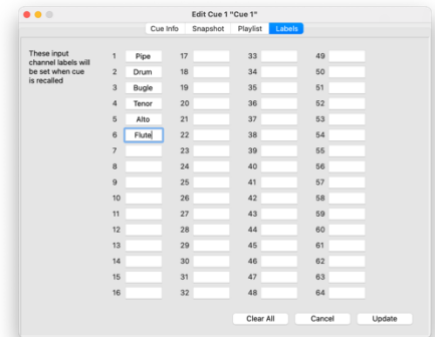 Edit Cue 1 "Cue 1"
Cue Info Snapshot Playlist Labels
These input
channel labels will
be set when cue
is recalled
1 Pipe 17 33 49
2 Drum 18 34 50
3 Bugle 19 35 51
4 Tenor 20 36 52
5 Alto 21 37 53
6 Flute 22 38 54
7 23 39 55
8 24 40 56
9 25 41 57
10 26 42 58
11 27 43 59
12 28 44 60
13 29 45 61
14 30 46 62
15 31 47 63
16 32 48 64
Clear All Cancel Update